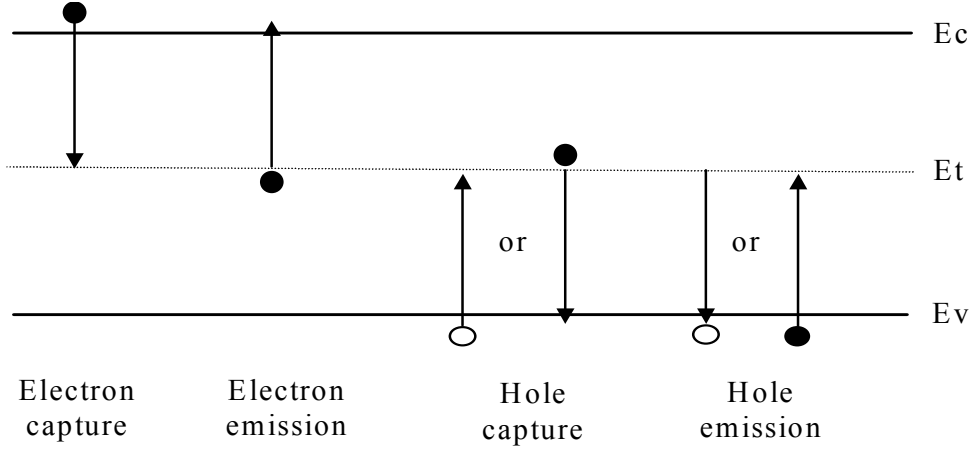 Ec
Et
or
or
Ev
Electron
capture
Electron
emission
Hole
capture
Hole
emission